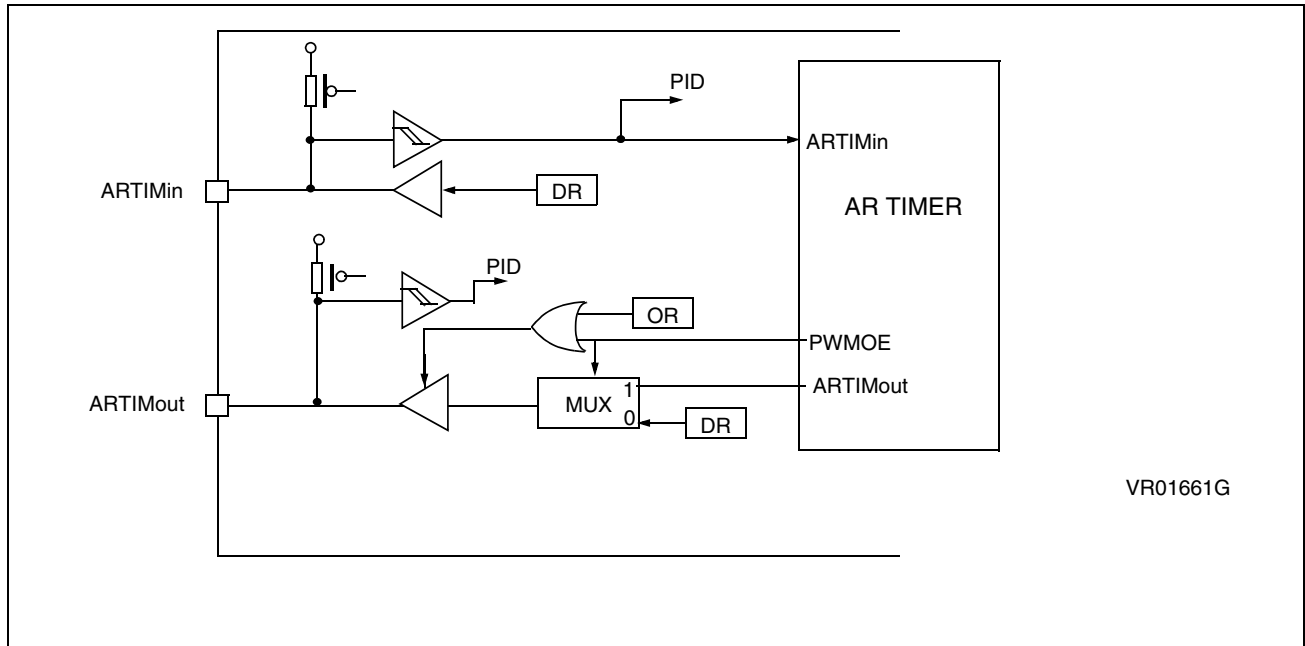 PID
ARTIMin
ARTIMin
DR
AR TIMER
PID
OR
PWMOE
ARTIMout
ARTIMout
MUX
1
0
DR
VR01661G